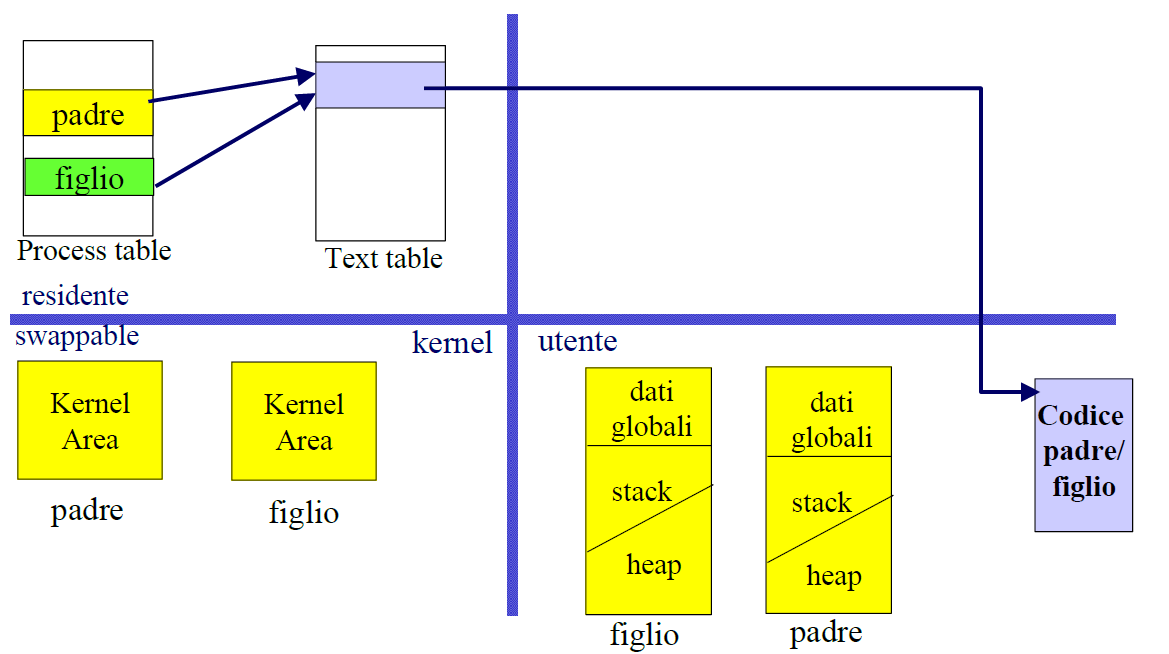 padre
figlio
Process table
Text table
residente
swappable
kernel
utente
Kernel
Area
padre
Kernel
Area
figlio
dati
globali
stack
heap
figlio
dati
globali
stack
heap
padre
Codice
padre/
figlio